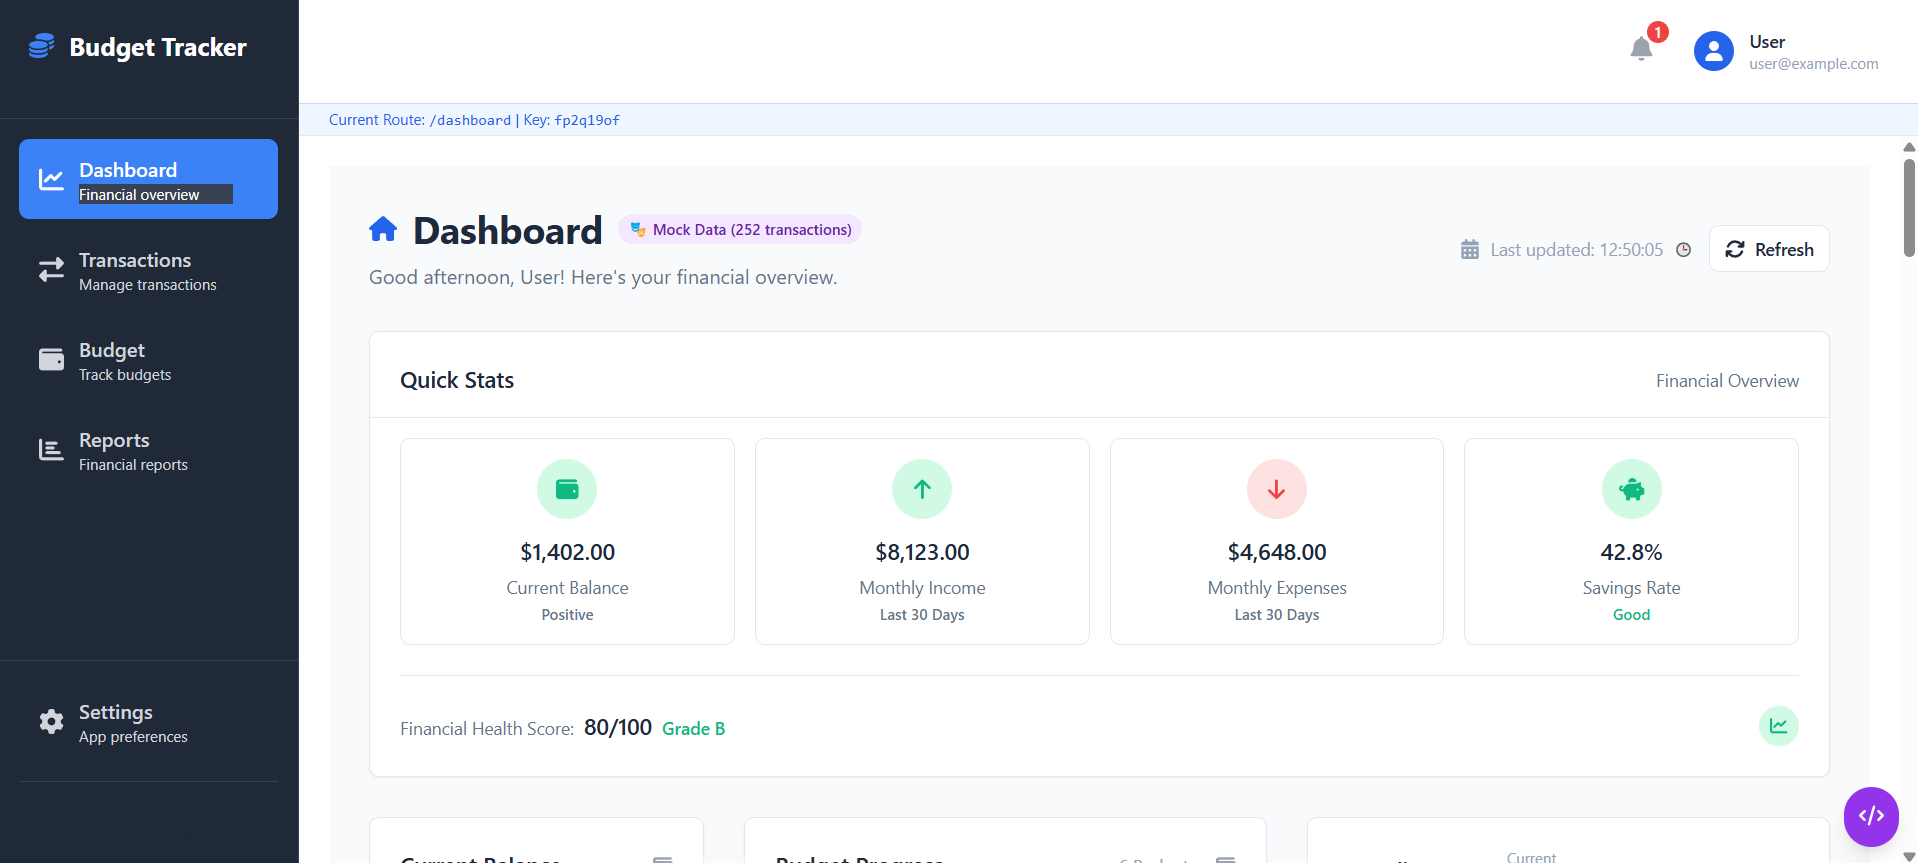 Budget Tracker
Dashboard
Financial overview
Transactions
Manage transactions
Budget
Track budgets
Reports
Financial reports
Settings
App preferences
1
User
user@example.com
Current Route: /dashboard | Key: fp2q19of
Dashboard
Mock Data (252 transactions)
Good afternoon, User! Here's your financial overview.
Last updated: 12:50:05
Refresh
Quick Stats
Financial Overview
$1,402.00
Current Balance
Positive
$8,123.00
Monthly Income
Last 30 Days
$4,648.00
Monthly Expenses
Last 30 Days
42.8%
Savings Rate
Good
Financial Health Score: 80/100 Grade B
Current Balance
Budget Progress
Current